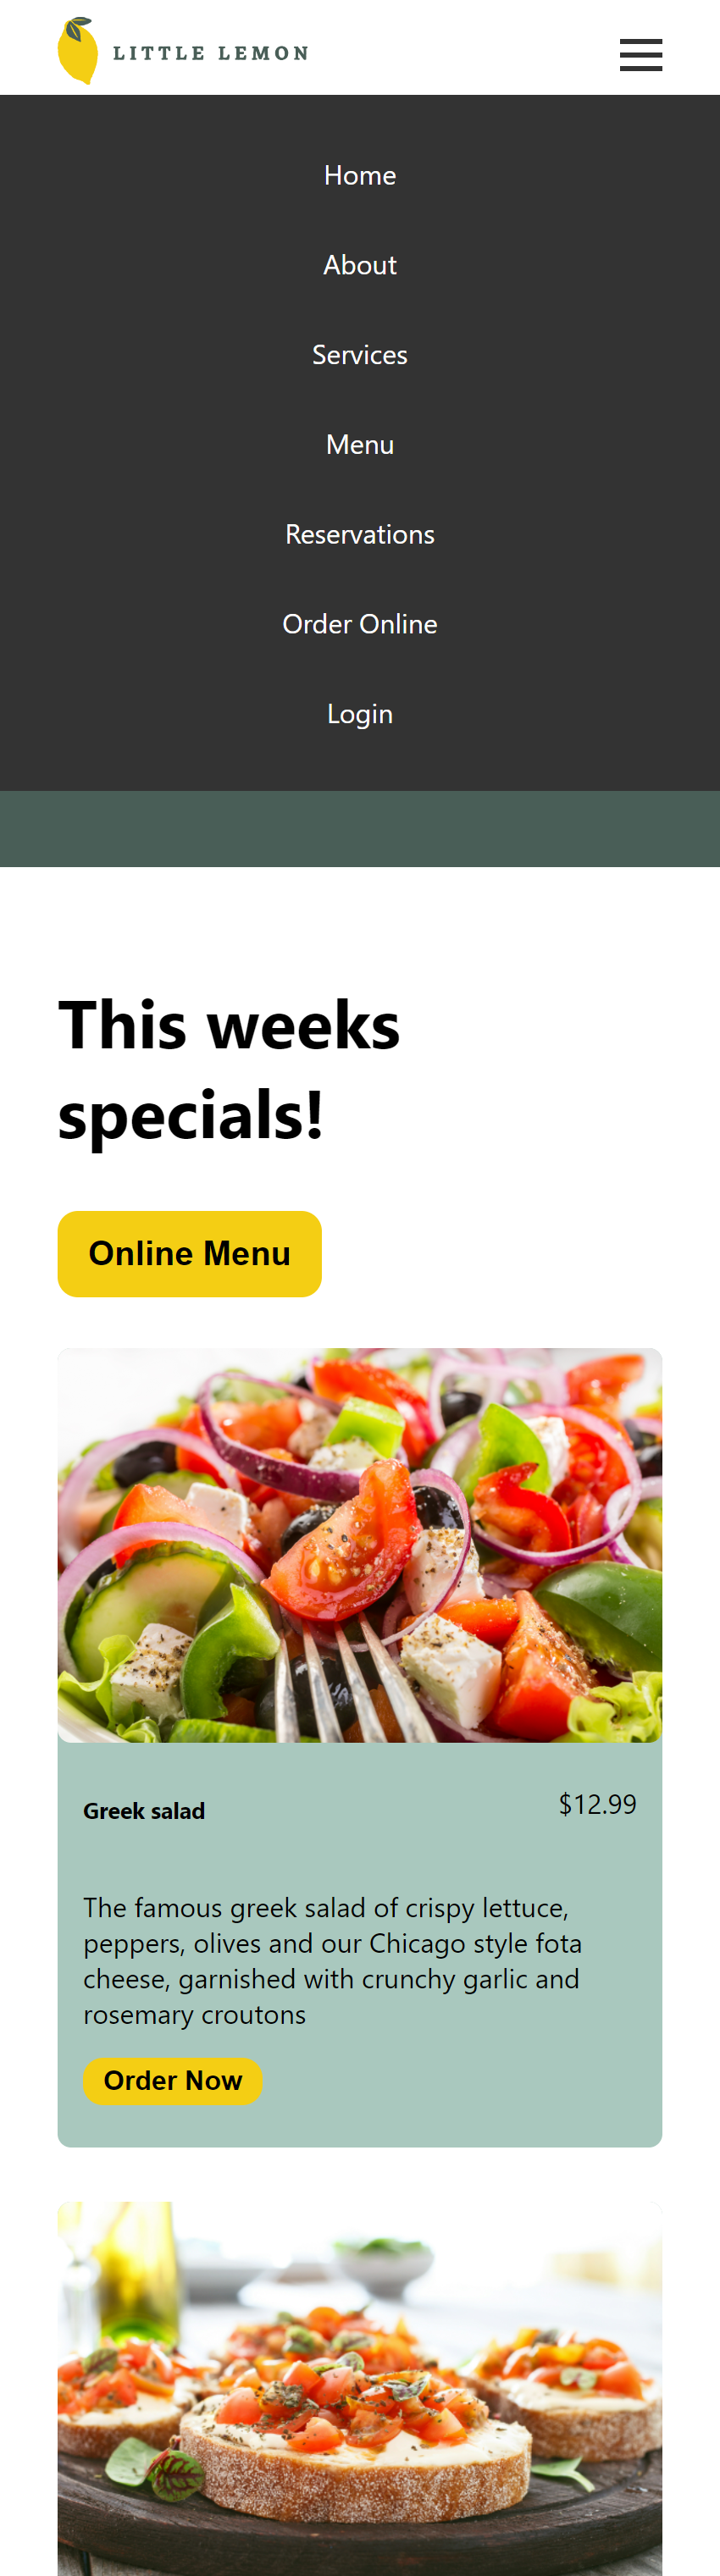 LITTLE LEMON
Home
About
Services
Menu
Reservations
Order Online
Login
This weeks
specials!
Online Menu
Greek salad
$12.99
The famous greek salad of crispy lettuce,
peppers, olives and our Chicago style fota
cheese, garnished with crunchy garlic and
rosemary croutons
Order Now